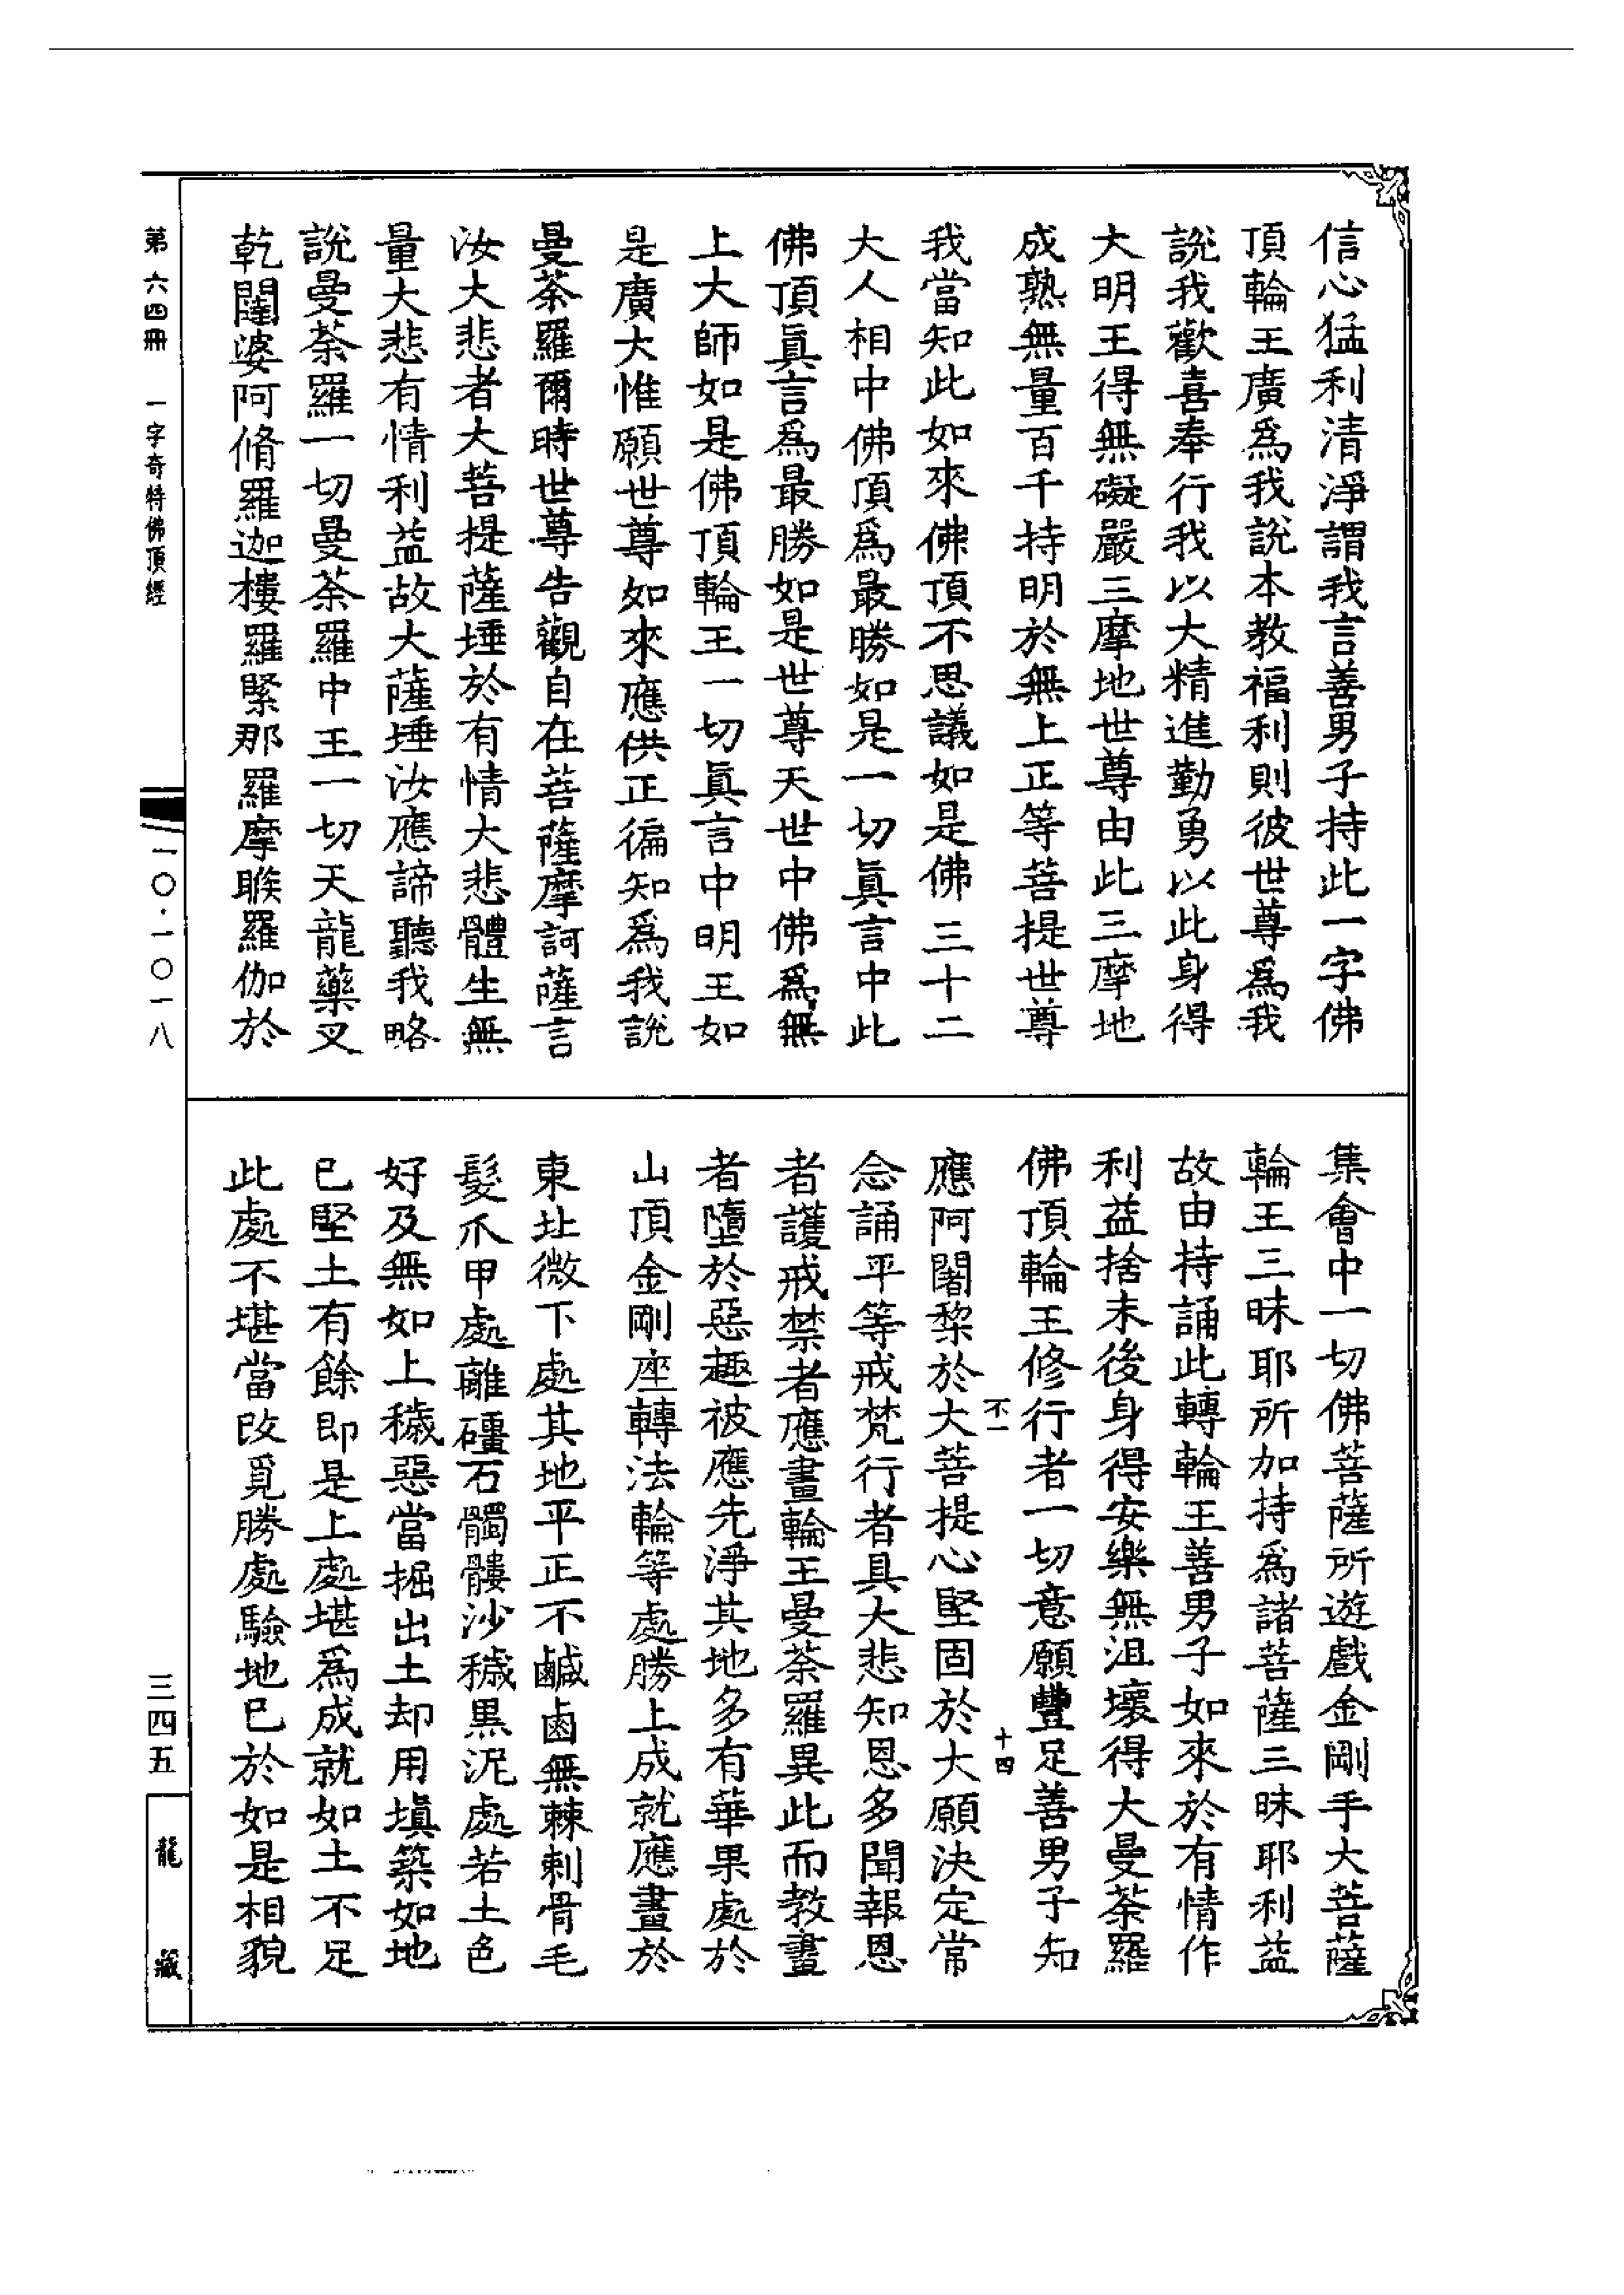 信心猛利清淨謂我言善男子持此一字佛
頂輪王廣爲我說本教福利則彼世尊爲我
說我歡喜奉行我以大精進勤勇以此身得
大明王得無礙嚴三摩地世尊由此三摩地
成熟無量百千持明於無上正等菩提世尊
我當知此如來佛頂不思議如是佛三十二
大人相中佛頂爲最勝如是一切眞言中此
佛頂眞言爲最勝如是世尊天世中佛爲無
上大師如是佛頂輪王一切眞言中明王如
是廣大惟願世尊如來應供正徧知爲我說
曼荼羅爾時世尊告觀自在菩薩摩訶薩言
汝大悲者大菩提薩埵於有情大悲體生無
量大悲有情利益故大薩埵汝應諦聽我略
說曼荼羅一切曼荼羅中王一切天龍藥叉
乾闥婆阿脩羅迦樓羅緊那羅摩睺羅伽於
集會中一切佛菩薩所遊戲金剛手大菩薩
輪王三昧耶所加持爲諸菩薩三昧耶利益
故由持誦此轉輪王善男子如來於有情作
利益捨末後身得安樂無沮壞得大曼荼羅
佛頂輪王修行者一切意願豐足善男子知
不一 十四
應阿闍黎於大菩提心堅固於大願決定常
念誦平等戒梵行者具大悲知恩多聞報恩
者護戒禁者應畫輪王曼荼羅異此而教畫
者墮於惡趣被應先淨其地多有華果處於
山頂金剛座轉法輪等處勝上成就應畫於
東北微下處其地平正不鹹鹵無棘刺骨毛
髮爪甲處離礓石髑髏沙穢黑泥處若土色
好及無如上穢惡當掘出土却用填築如地
已堅土有餘即是上處堪爲成就如土不足
此處不堪當改覓勝處驗地已於如是相貌
第六四冊 一字奇特佛頂經
一〇·一〇一八
三四五
龍藏